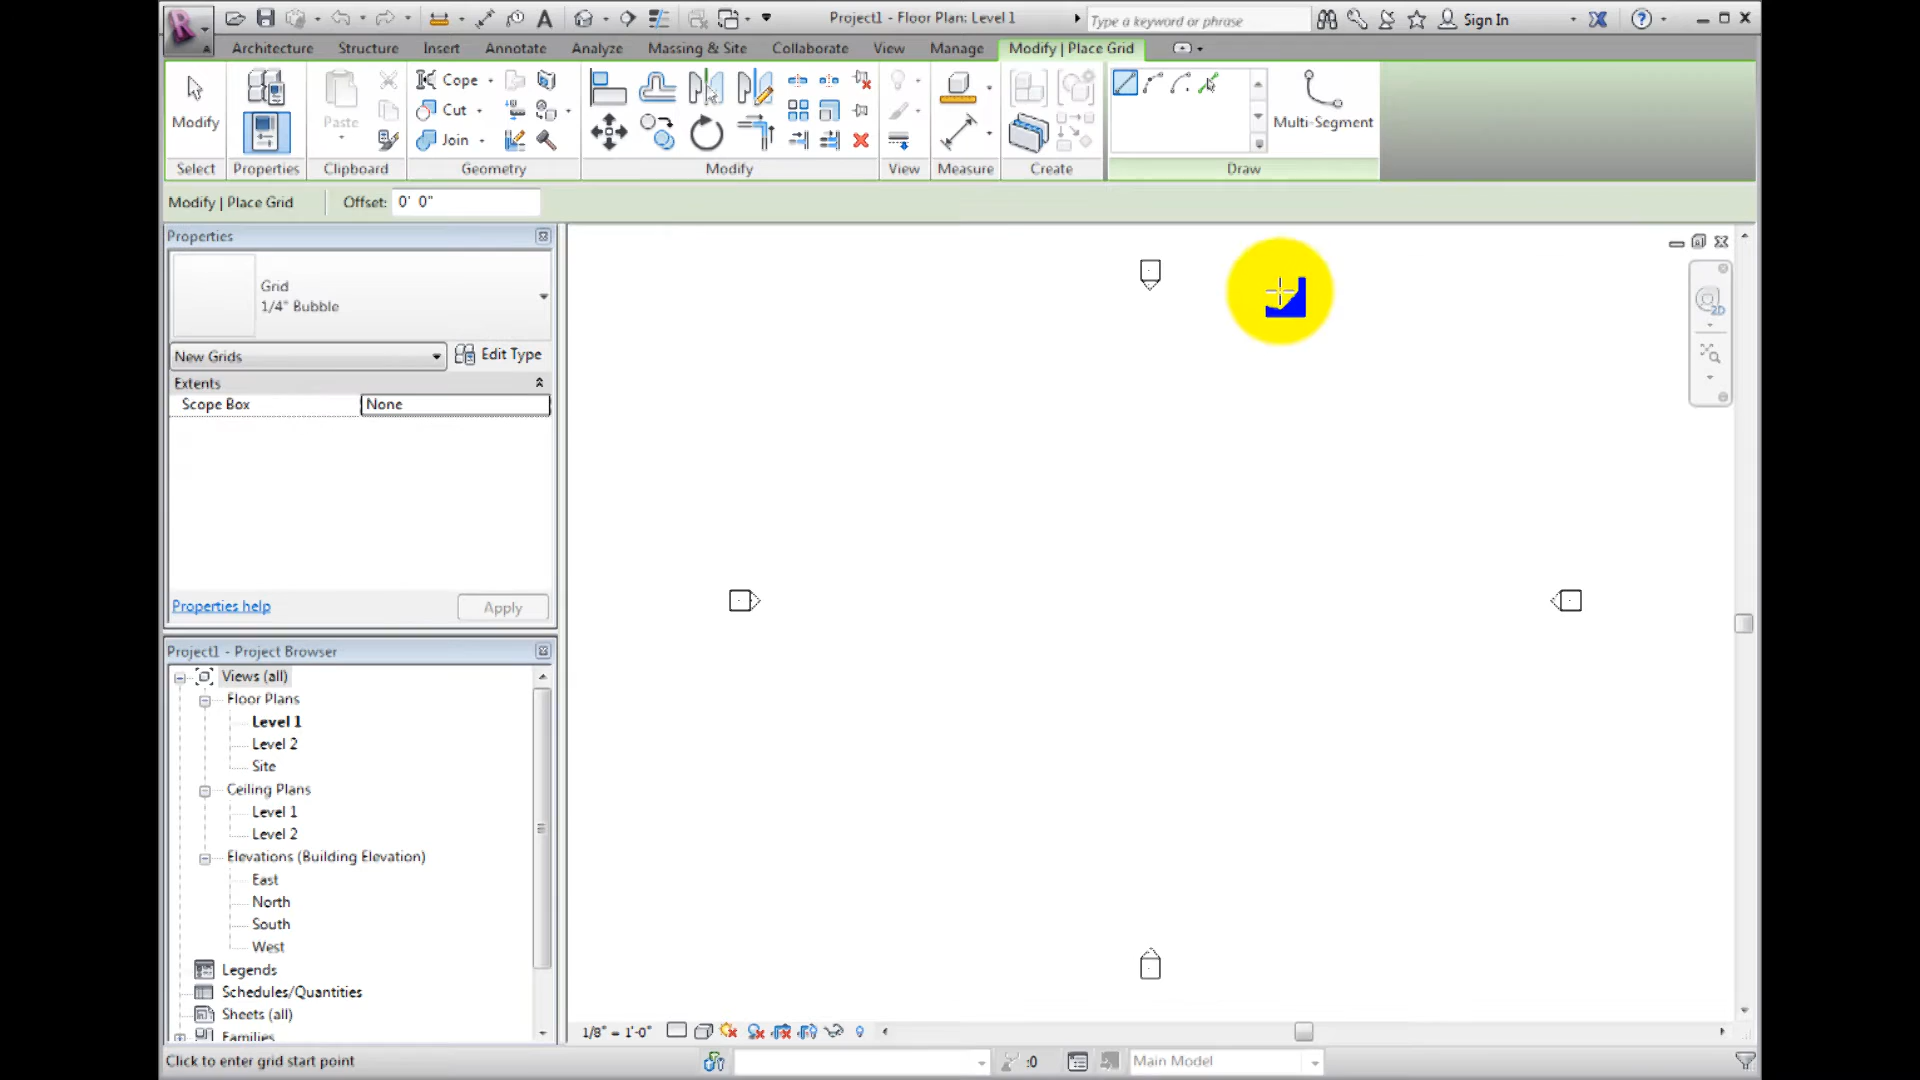 Project1 - Floor Plan: Level 1
Type a keyword or phrase
Sign In
Architecture
Structure
Insert
Annotate
Analyze
Massing & Site
Collaborate
View
Manage
Modify | Place Grid
Modify
Paste
Cope
Cut
Join
Multi-Segment
Select
Properties
Clipboard
Geometry
Modify
View
Measure
Create
Draw
Modify | Place Grid
Offset: 0' 0"
Properties
Grid
1/4" Bubble
New Grids
Edit Type
Extents
Scope Box
None
Properties help
Apply
Project1 - Project Browser
Views (all)
Floor Plans
Level 1
Level 2
Site
Ceiling Plans
Level 1
Level 2
Elevations (Building Elevation)
East
North
South
West
Legends
Schedules/Quantities
Sheets (all)
Families
2D
1/8" = 1'-0"
Click to enter grid start point
:0
Main Model